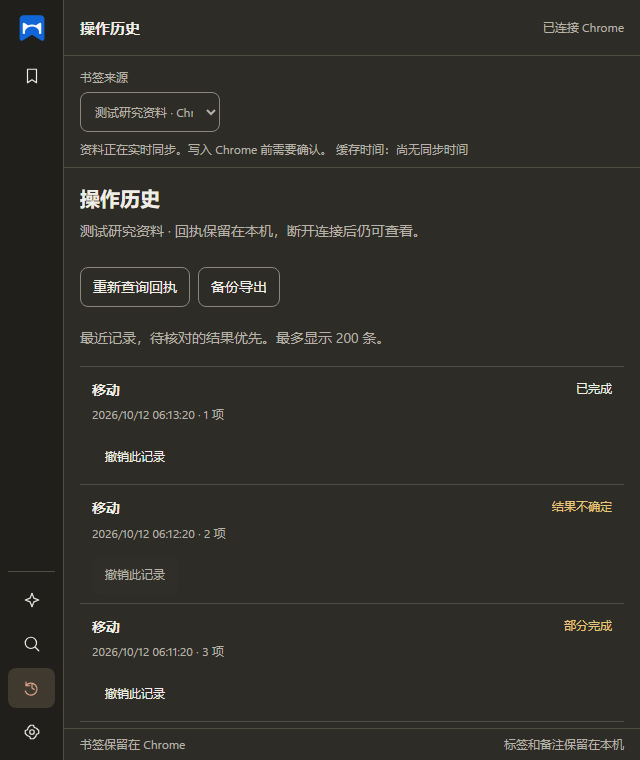 操作历史
已连接 Chrome
书签来源
测试研究资料 · Chr
资料正在实时同步。写入 Chrome 前需要确认。 缓存时间：尚无同步时间
操作历史
测试研究资料 · 回执保留在本机，断开连接后仍可查看。
重新查询回执
备份导出
最近记录，待核对的结果优先。最多显示 200 条。
移动
已完成
2026/10/12 06:13:20 · 1 项
撤销此记录
移动
结果不确定
2026/10/12 06:12:20 · 2 项
撤销此记录
移动
部分完成
2026/10/12 06:11:20 · 3 项
撤销此记录
书签保留在 Chrome
标签和备注保留在本机